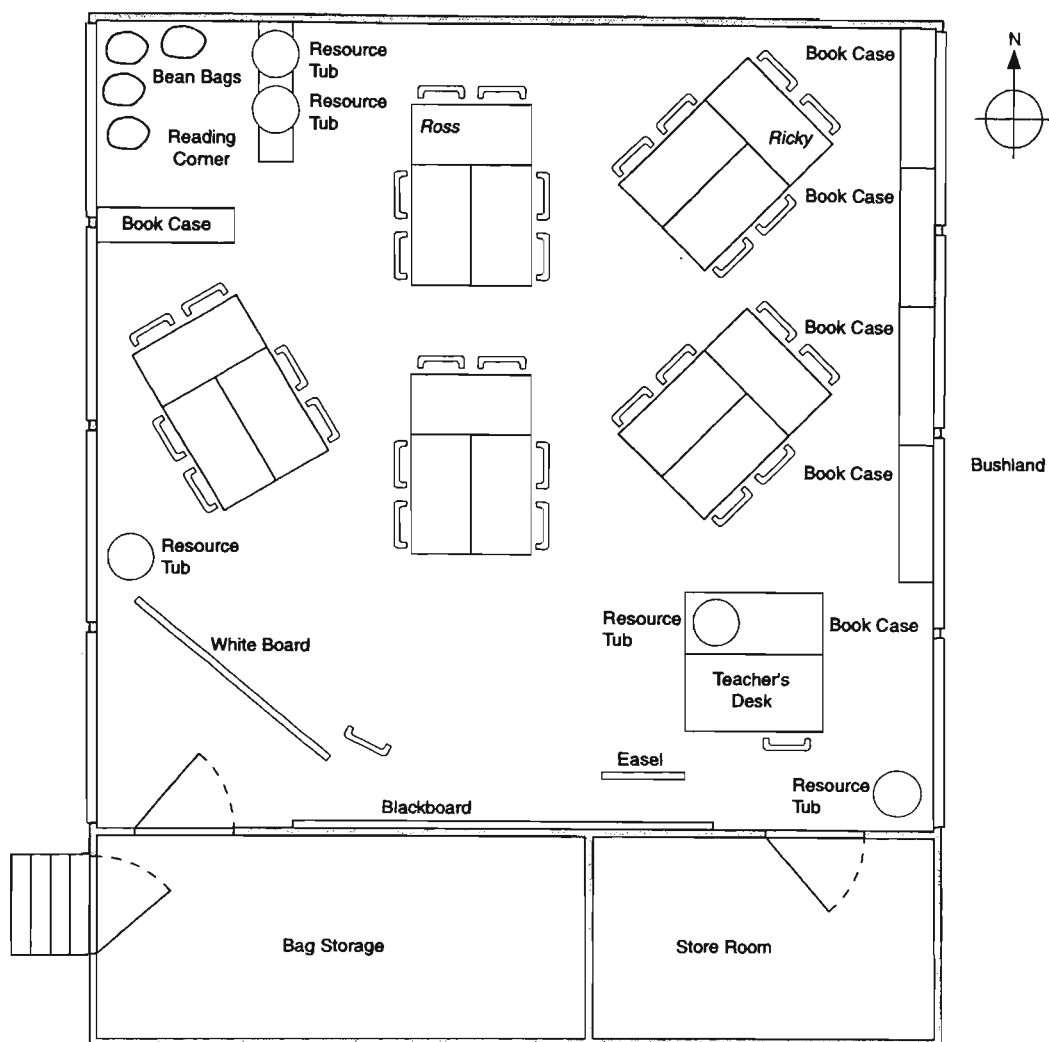 Resource
Tub
Bean Bags
Resource
Tub
Reading
Corner
Book Case
Ross
Ricky
Book Case
N
Book Case
Book Case
Book Case
Bushland
Resource
Tub
White Board
Resource
Tub
Book Case
Teacher's
Desk
Easel
Resource
Tub
Blackboard
Bag Storage
Store Room